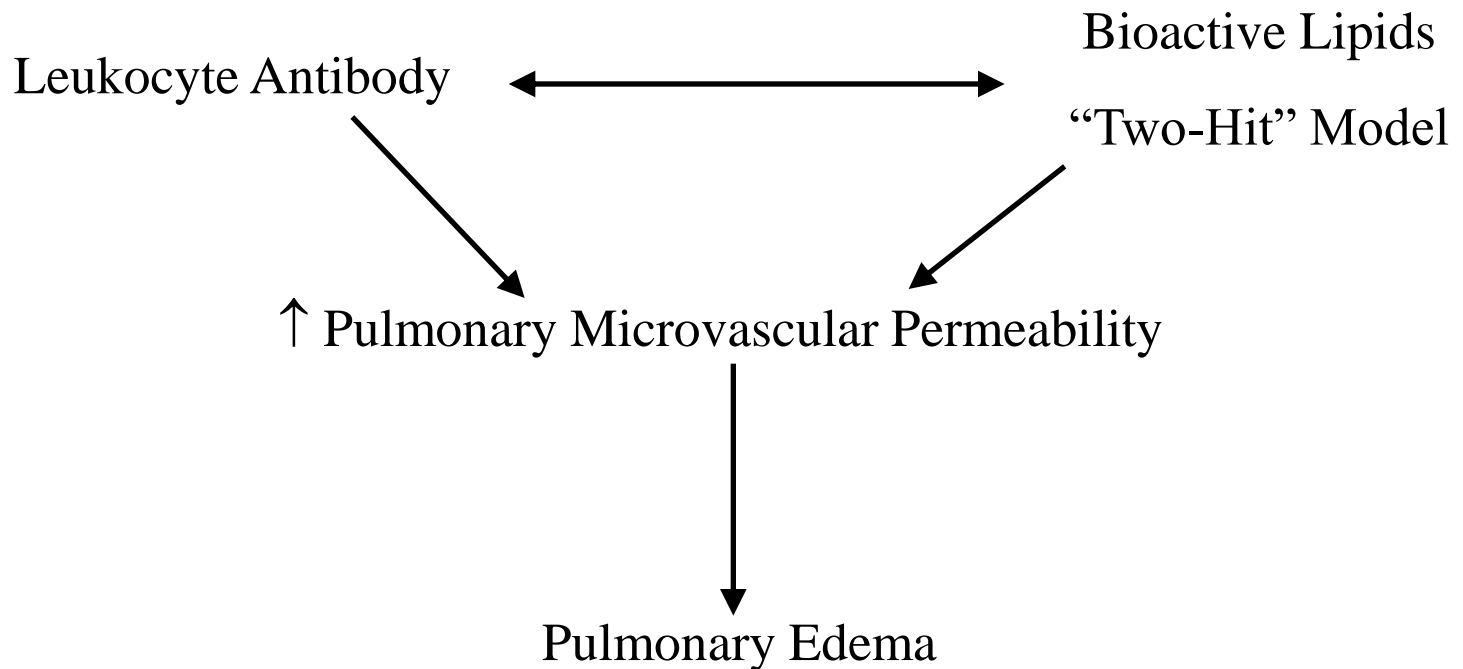 Leukocyte Antibody
Bioactive Lipids
“Two-Hit” Model
↑ Pulmonary Microvascular Permeability
Pulmonary Edema